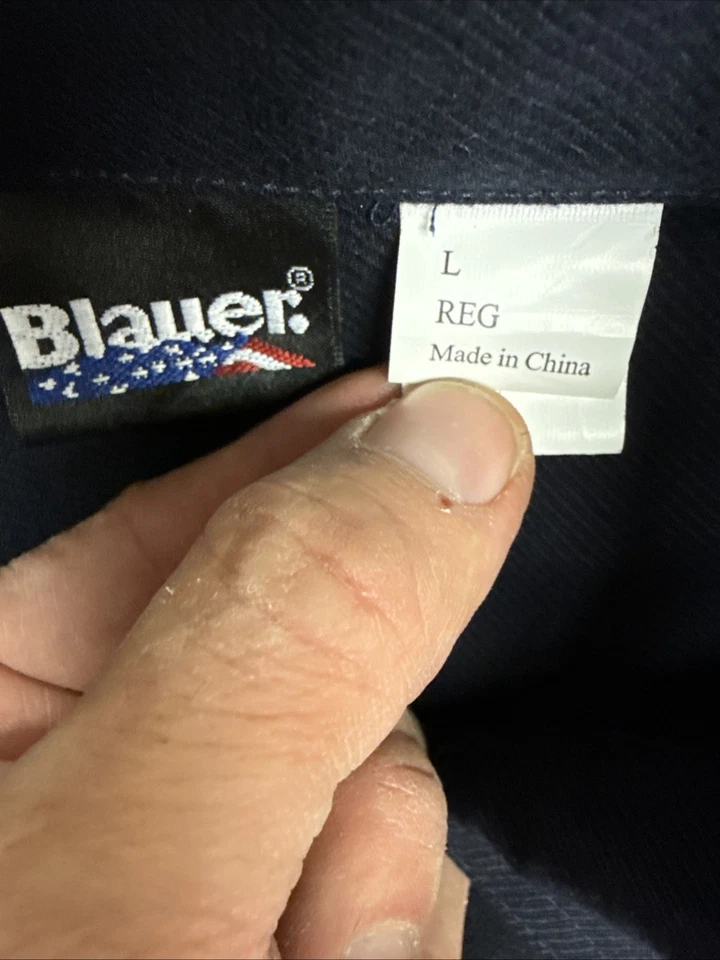 Blauer.®
L
REG
Made in China